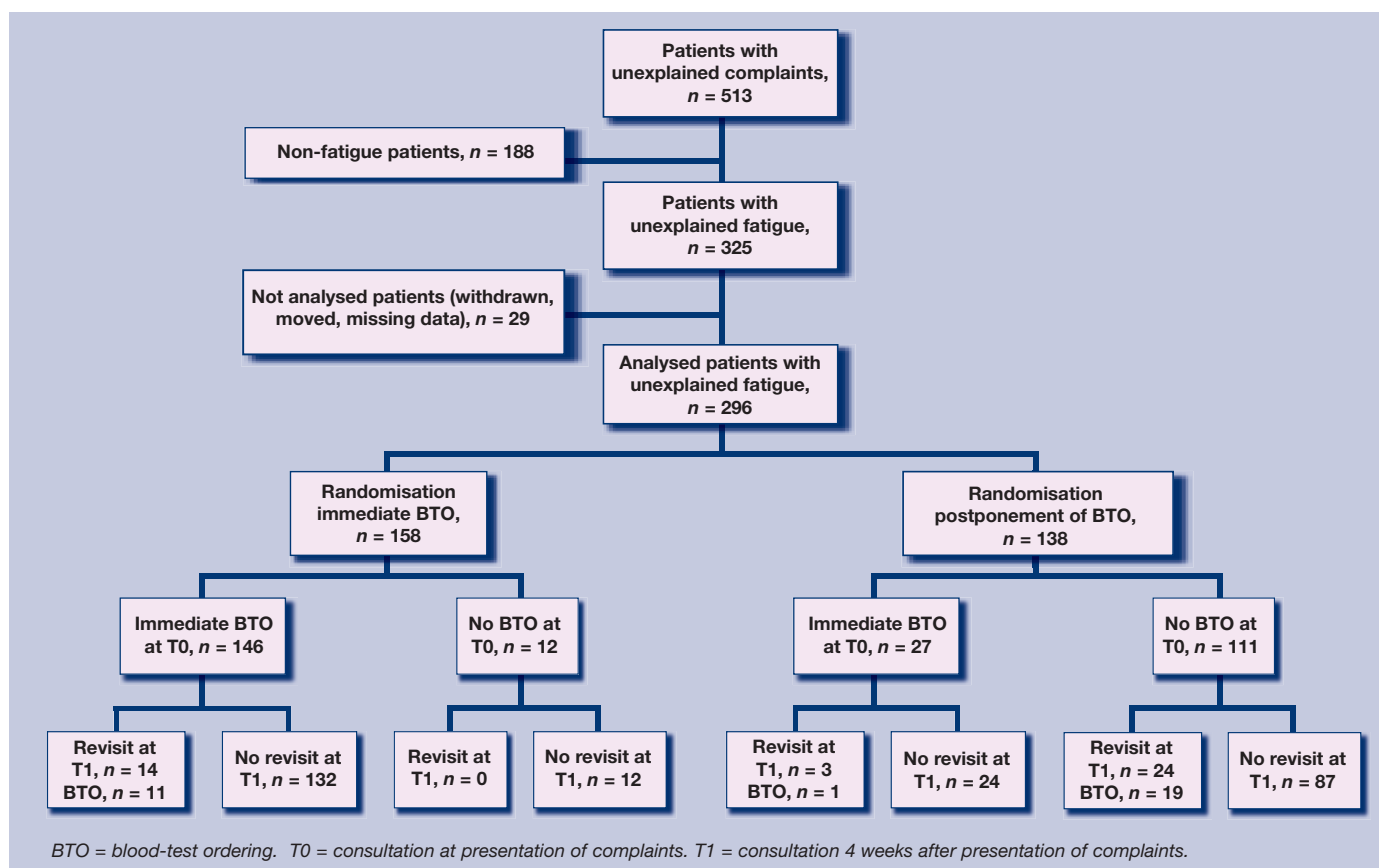 Patients with
unexplained complaints,
n = 513
Non-fatigue patients, n = 188
Patients with
unexplained fatigue,
n = 325
Not analysed patients (withdrawn,
moved, missing data), n = 29
Analysed patients with
unexplained fatigue,
n = 296
Randomisation
immediate BTO,
n = 158
Randomisation
postponement of BTO,
n = 138
Immediate BTO
at T0, n = 146
No BTO at
T0, n = 12
Immediate BTO
at T0, n = 27
No BTO at
T0, n = 111
Revisit at
T1, n = 14
BTO, n = 11
No revisit at
T1, n = 132
Revisit at
T1, n = 0
No revisit at
T1, n = 12
Revisit at
T1, n = 3
BTO, n = 1
No revisit at
T1, n = 24
Revisit at
T1, n = 24
BTO, n = 19
No revisit at
T1, n = 87
BTO = blood-test ordering. T0 = consultation at presentation of complaints. T1 = consultation 4 weeks after presentation of complaints.